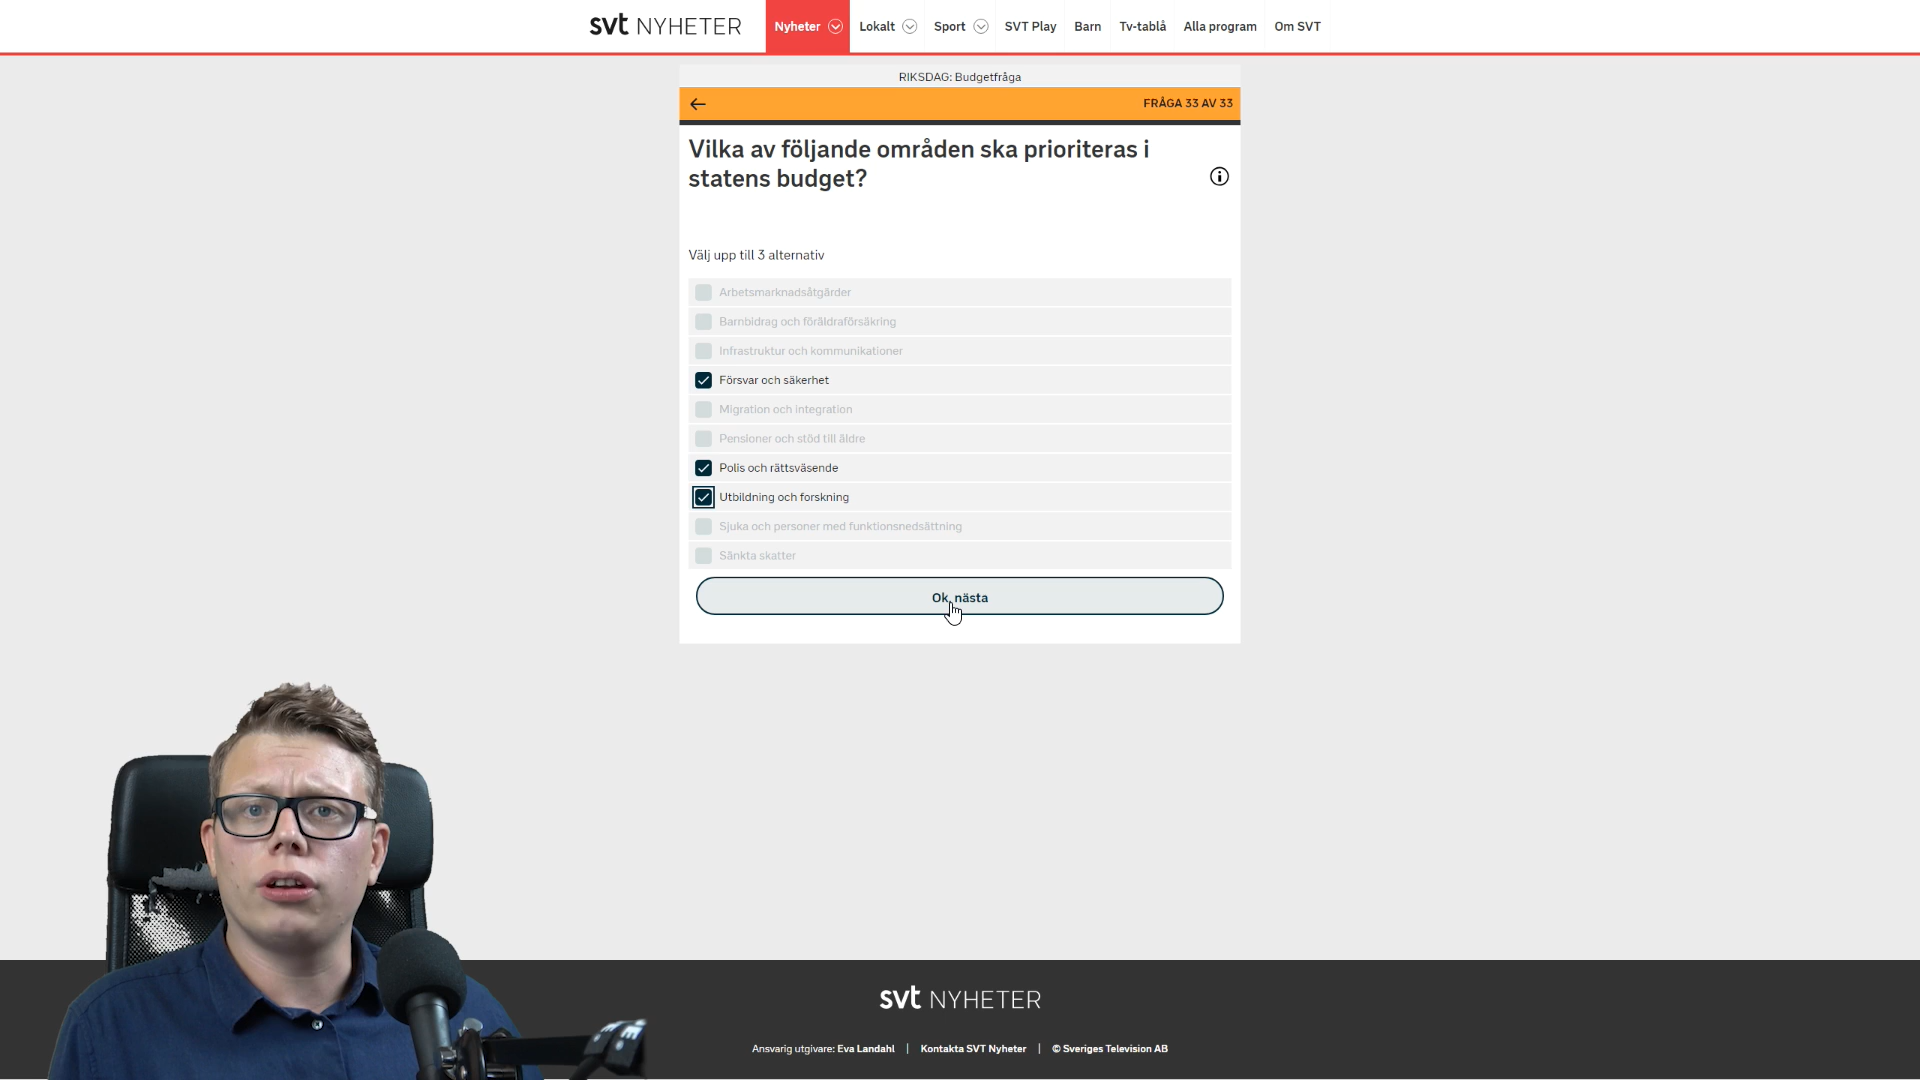 svt NYHETER
Nyheter Lokalt Sport SVT Play Barn Tv-tablå Alla program Om SVT
RIKSDAG: Budgetfråga
FRÅGA 33 AV 33
Vilka av följande områden ska prioriteras i
statens budget?
Välj upp till 3 alternativ
Arbetsmarknadsåtgärder
Barnbidrag och föräldraförsäkring
Infrastruktur och kommunikationer
Försvar och säkerhet
Migration och integration
Pensioner och stöd till äldre
Polis och rättsväsende
Utbildning och forskning
Sjuka och personer med funktionsnedsättning
Sänkta skatter
Ok, nästa
svt NYHETER
Ansvarig utgivare: Eva Landahl | Kontakta SVT Nyheter | © Sveriges Television AB